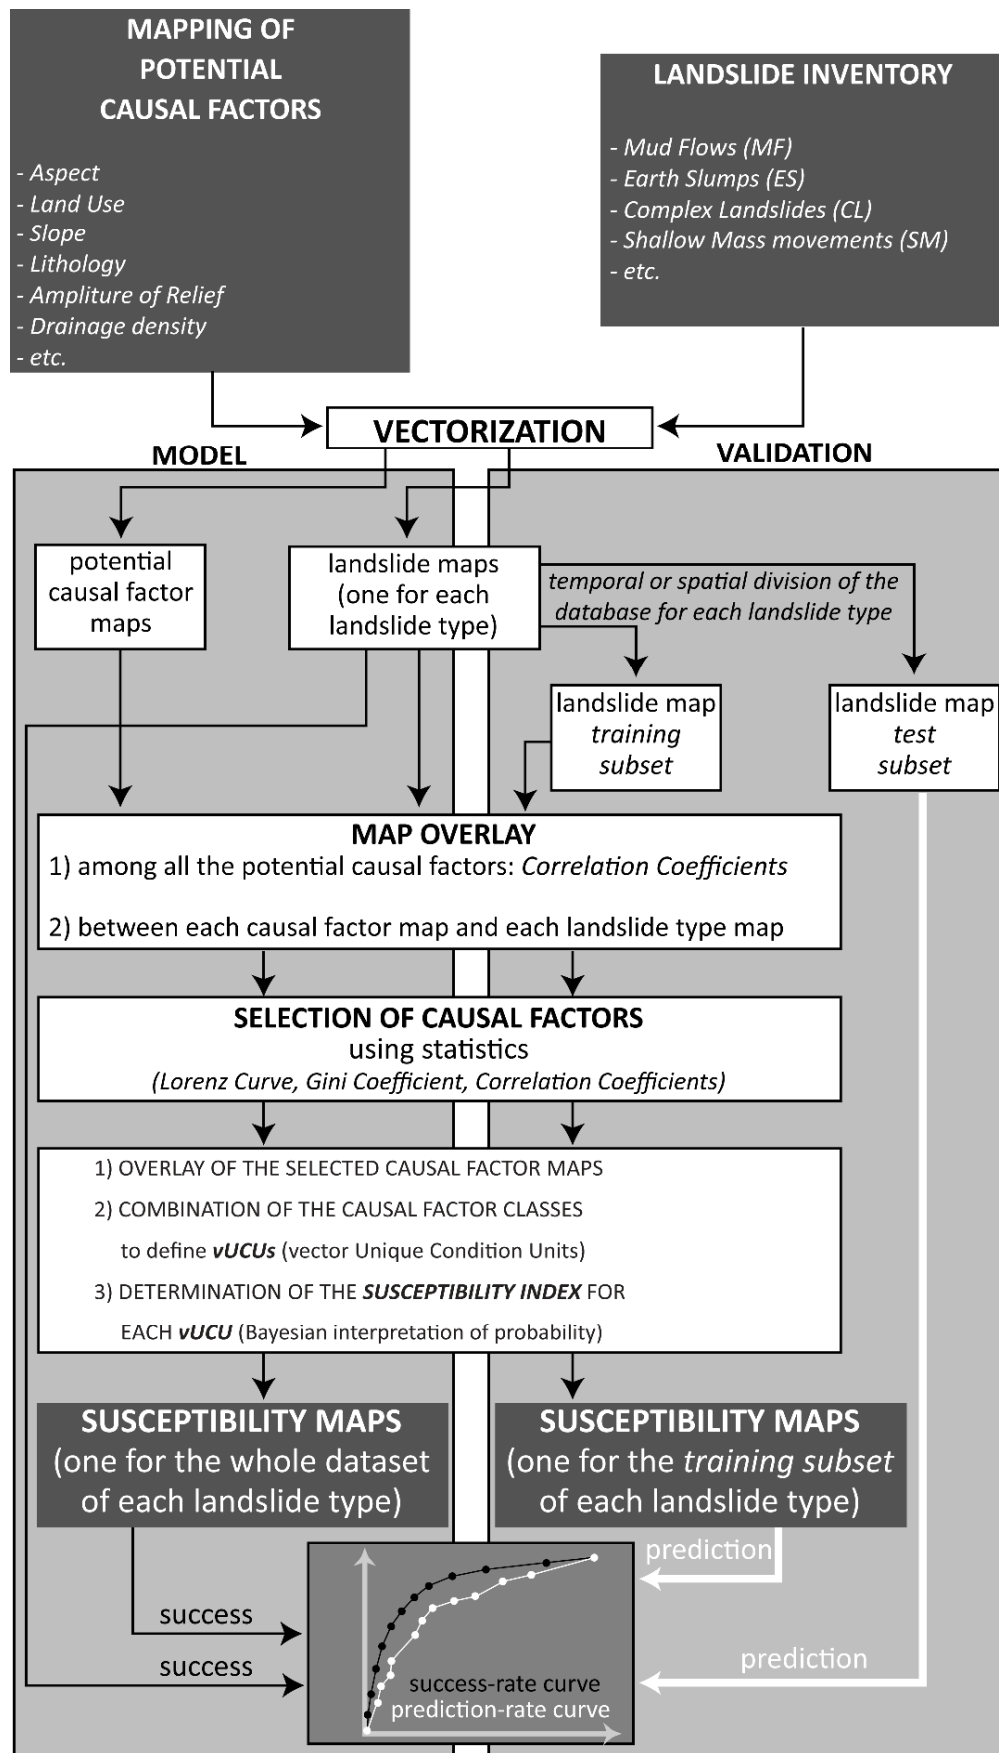 MAPPING OF
POTENTIAL
CAUSAL FACTORS
- Aspect
- Land Use
- Slope
- Lithology
- Ampliture of Relief
- Drainage density
- etc.
LANDSLIDE INVENTORY
- Mud Flows (MF)
- Earth Slumps (ES)
- Complex Landslides (CL)
- Shallow Mass movements (SM)
- etc.
VECTORIZATION
MODEL
VALIDATION
potential
causal factor
maps
landslide maps
(one for each
landslide type)
temporal or spatial division of the
database for each landslide type
landslide map
training
subset
landslide map
test
subset
MAP OVERLAY
1) among all the potential causal factors: Correlation Coefficients
2) between each causal factor map and each landslide type map
SELECTION OF CAUSAL FACTORS
using statistics
(Lorenz Curve, Gini Coefficient, Correlation Coefficients)
1) OVERLAY OF THE SELECTED CAUSAL FACTOR MAPS
2) COMBINATION OF THE CAUSAL FACTOR CLASSES
to define vUCUs (vector Unique Condition Units)
3) DETERMINATION OF THE SUSCEPTIBILITY INDEX FOR
EACH vUCU (Bayesian interpretation of probability)
SUSCEPTIBILITY MAPS
(one for the whole dataset
of each landslide type)
SUSCEPTIBILITY MAPS
(one for the training subset
of each landslide type)
prediction
success
success
prediction
success-rate curve
prediction-rate curve